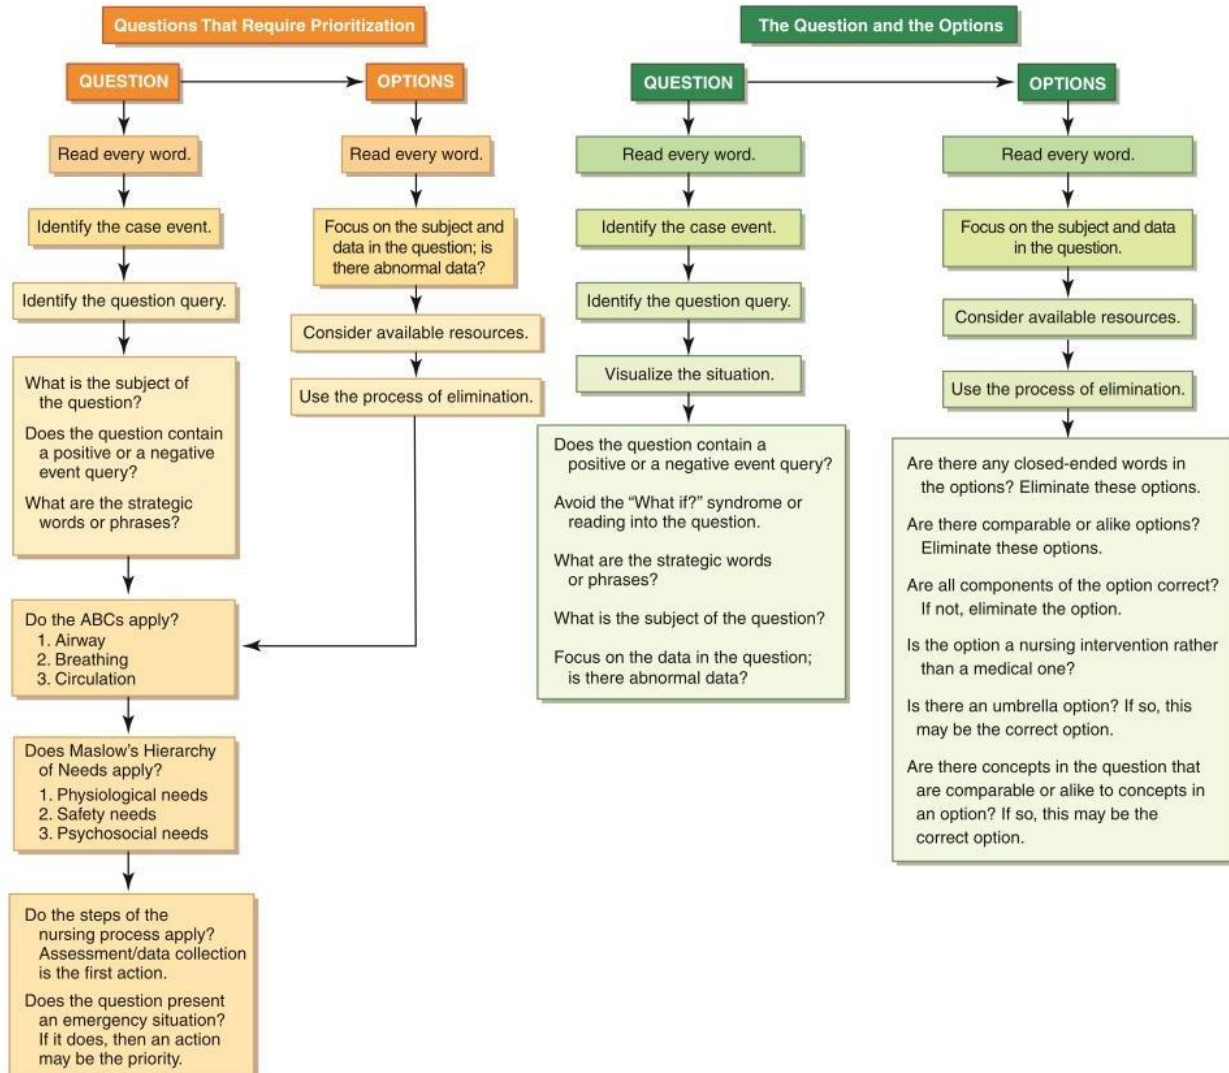 Questions That Require Prioritization
QUESTION
OPTIONS
Read every word.
Identify the case event.
Identify the question query.
What is the subject of
the question?
Does the question contain
a positive or a negative
event query?
What are the strategic
words or phrases?
Read every word.
Focus on the subject and
data in the question; is
there abnormal data?
Consider available resources.
Use the process of elimination.
Do the ABCs apply?
1. Airway
2. Breathing
3. Circulation
Does Maslow's Hierarchy
of Needs apply?
1. Physiological needs
2. Safety needs
3. Psychosocial needs
Do the steps of the
nursing process apply?
Assessment/data collection
is the first action.
Does the question present
an emergency situation?
If it does, then an action
may be the priority.
The Question and the Options
QUESTION
OPTIONS
Read every word.
Identify the case event.
Identify the question query.
Visualize the situation.
Does the question contain a
positive or a negative event query?
Avoid the “What if?” syndrome or
reading into the question.
What are the strategic words
or phrases?
What is the subject of the question?
Focus on the data in the question;
is there abnormal data?
Read every word.
Focus on the subject and data
in the question.
Consider available resources.
Use the process of elimination.
Are there any closed-ended words in
the options? Eliminate these options.
Are there comparable or alike options?
Eliminate these options.
Are all components of the option correct?
If not, eliminate the option.
Is the option a nursing intervention rather
than a medical one?
Is there an umbrella option? If so, this
may be the correct option.
Are there concepts in the question that
are comparable or alike to concepts in
an option? If so, this may be the
correct option.